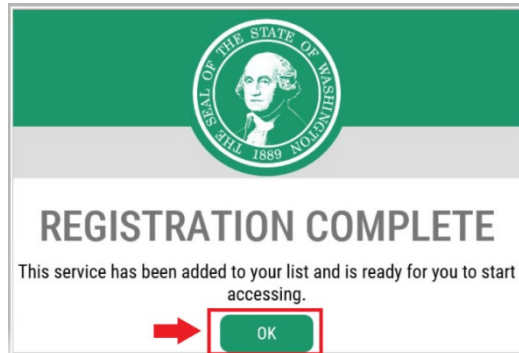 THE SEAL OF THE STATE OF WASHINGTON
1889
REGISTRATION COMPLETE
This service has been added to your list and is ready for you to start
accessing.
OK